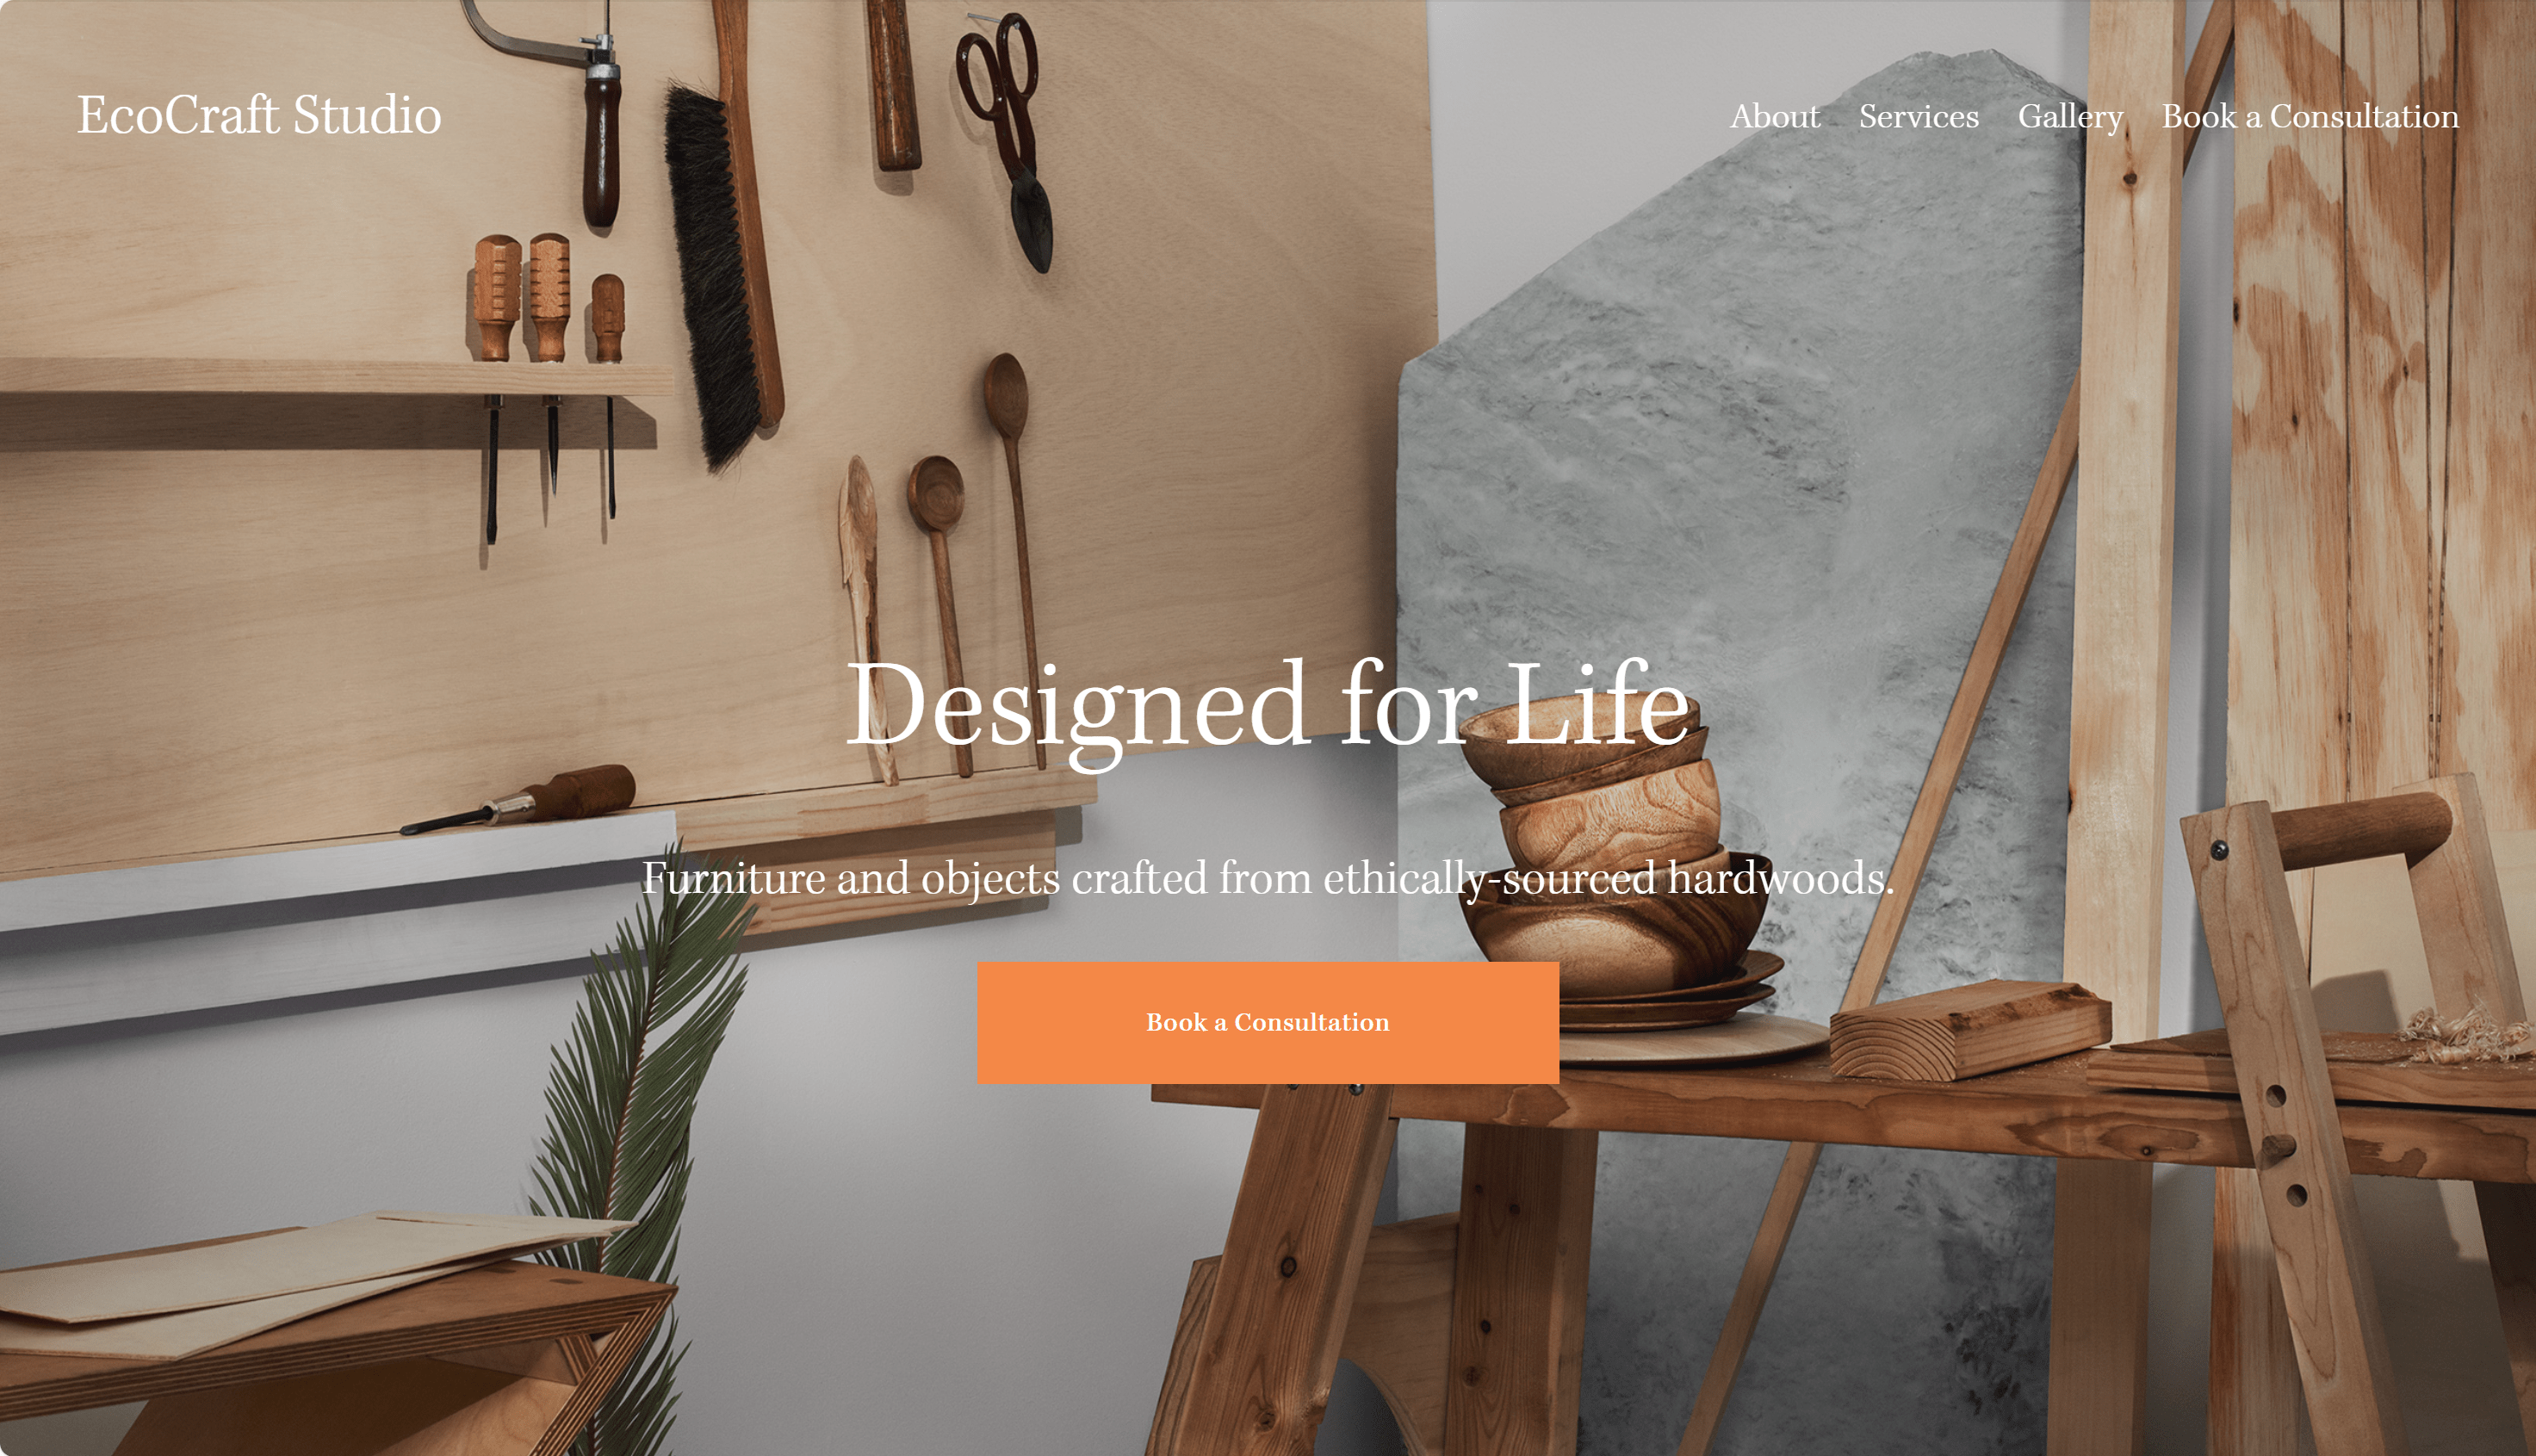 EcoCraft Studio
About Services Gallery Book a Consultation
Designed for Life
Furniture and objects crafted from ethically-sourced hardwoods.
Book a Consultation